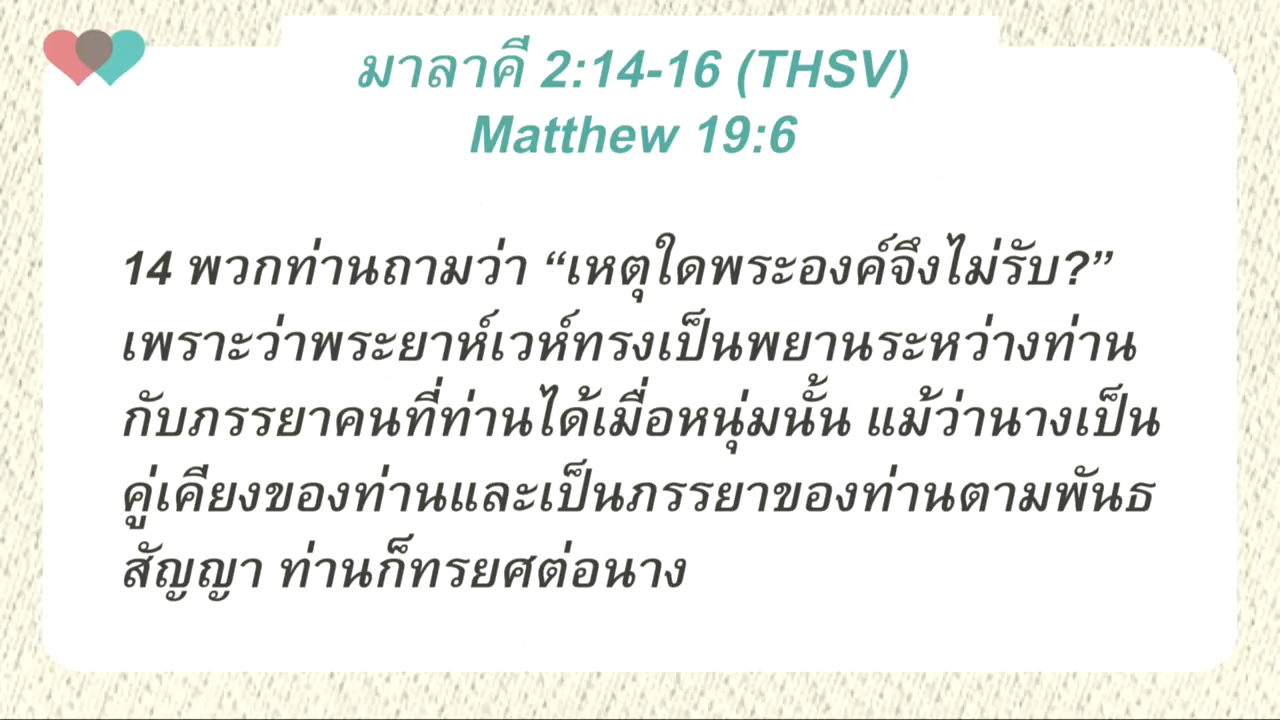 มาลาคี 2:14-16 (THSV)
Matthew 19:6
14 พวกท่านถามว่า “เหตุใดพระองค์จึงไม่รับ?”
เพราะว่าพระยาห์เวห์ทรงเป็นพยานระหว่างท่าน
กับภรรยาคนที่ท่านได้เมื่อหนุ่มนั้น แม้ว่านางเป็น
คู่เคียงของท่านและเป็นภรรยาของท่านตามพันธ
สัญญา ท่านก็ทรยศต่อนาง